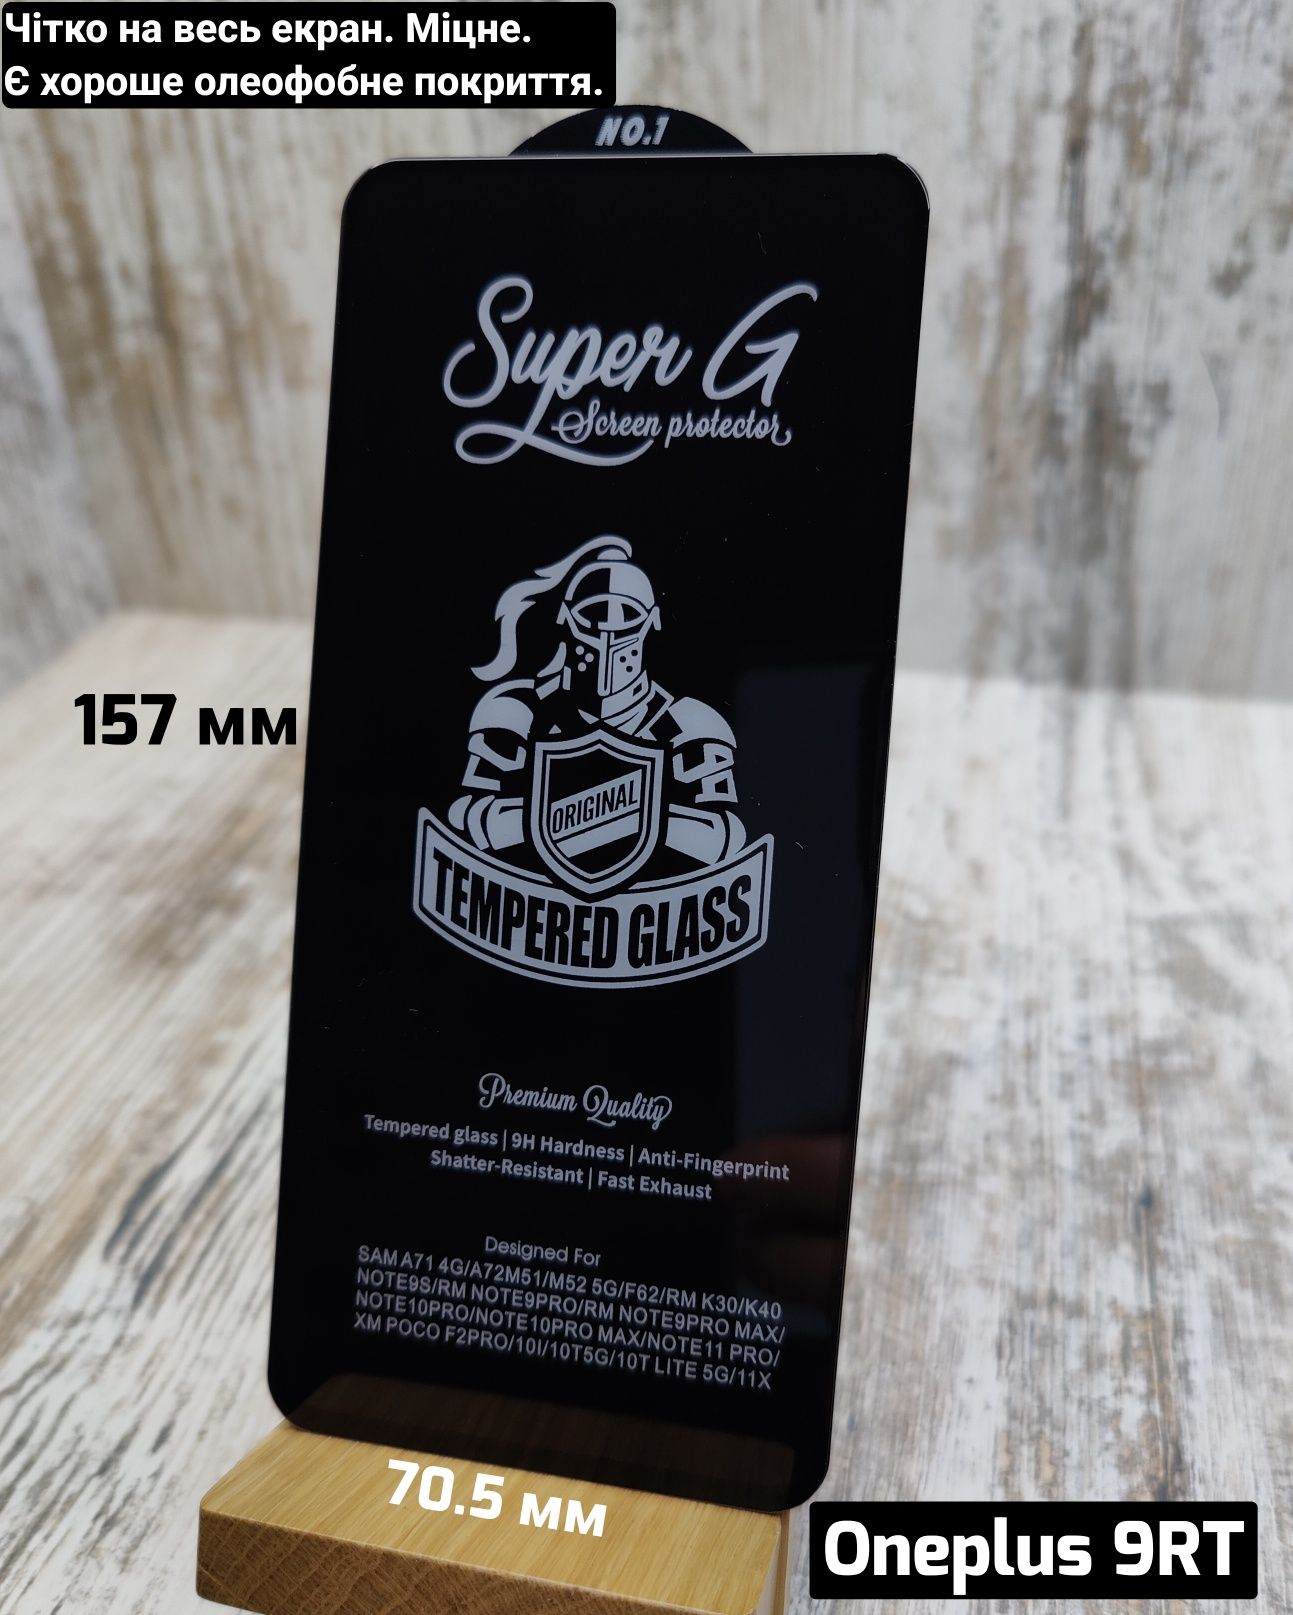 Чітко на весь екран. Міцне.
Є хороше олеофобне покриття.
NO.1
Super G
Screen protector
157 мм
ORIGINAL
TEMPERED GLASS
Premium Quality
Tempered glass | 9H Hardness | Anti-Fingerprint
Shatter-Resistant | Fast Exhaust
Designed For
SAM A71 4G/A72M51/M52 5G/F62/RM K30/K40
NOTE9S/RM NOTE9PRO/RM NOTE9PRO MAX/
NOTE10PRO/NOTE10PRO MAX/NOTE11 PRO/
XM POCO F2PRO/10I/10T5G/10T LITE 5G/11X
70.5 мм
Oneplus 9RT